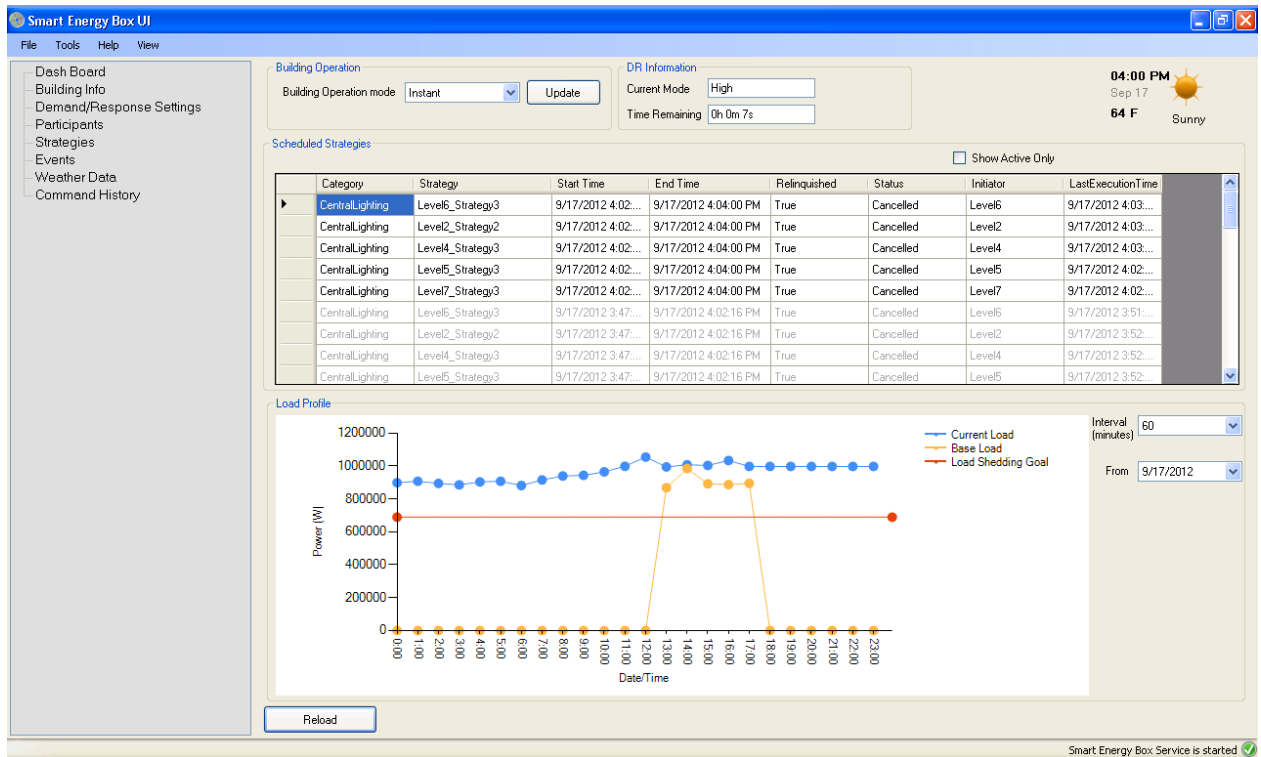 Smart Energy Box UI
File Tools Help View
Dash Board
Building Info
Demand/Response Settings
Participants
Strategies
Events
Weather Data
Command History
Building Operation
Building Operation mode Instant Update
DR Information
Current Mode High
Time Remaining 0h 0m 7s
04:00 PM
Sep 17
64 F
Sunny
Scheduled Strategies
Show Active Only
Category Strategy Start Time End Time Relinquished Status Initiator LastExecutionTime
CentralLighting Level6_Strategy3 9/17/2012 4:02:... 9/17/2012 4:04:00 PM True Cancelled Level6 9/17/2012 4:03:...
CentralLighting Level2_Strategy2 9/17/2012 4:02:... 9/17/2012 4:04:00 PM True Cancelled Level2 9/17/2012 4:03:...
CentralLighting Level4_Strategy3 9/17/2012 4:02:... 9/17/2012 4:04:00 PM True Cancelled Level4 9/17/2012 4:03:...
CentralLighting Level5_Strategy3 9/17/2012 4:02:... 9/17/2012 4:04:00 PM True Cancelled Level5 9/17/2012 4:02:...
CentralLighting Level7_Strategy3 9/17/2012 4:02:... 9/17/2012 4:04:00 PM True Cancelled Level7 9/17/2012 4:02:...
CentralLighting Level6_Strategy3 9/17/2012 3:47:... 9/17/2012 4:02:16 PM True Cancelled Level6 9/17/2012 3:51:...
CentralLighting Level2_Strategy2 9/17/2012 3:47:... 9/17/2012 4:02:16 PM True Cancelled Level2 9/17/2012 3:52:...
CentralLighting Level4_Strategy3 9/17/2012 3:47:... 9/17/2012 4:02:16 PM True Cancelled Level4 9/17/2012 3:52:...
CentralLighting Level5_Strategy3 9/17/2012 3:47:... 9/17/2012 4:02:16 PM True Cancelled Level5 9/17/2012 3:52:...
Load Profile
1200000
1000000
800000
600000
400000
200000
0
Power (W)
0:00 1:00 2:00 3:00 4:00 5:00 6:00 7:00 8:00 9:00 10:00 11:00 12:00 13:00 14:00 15:00 16:00 17:00 18:00 19:00 20:00 21:00 22:00 23:00
Date/Time
Current Load
Base Load
Load Shedding Goal
Interval
(minutes) 60
From 9/17/2012
Reload
Smart Energy Box Service is started